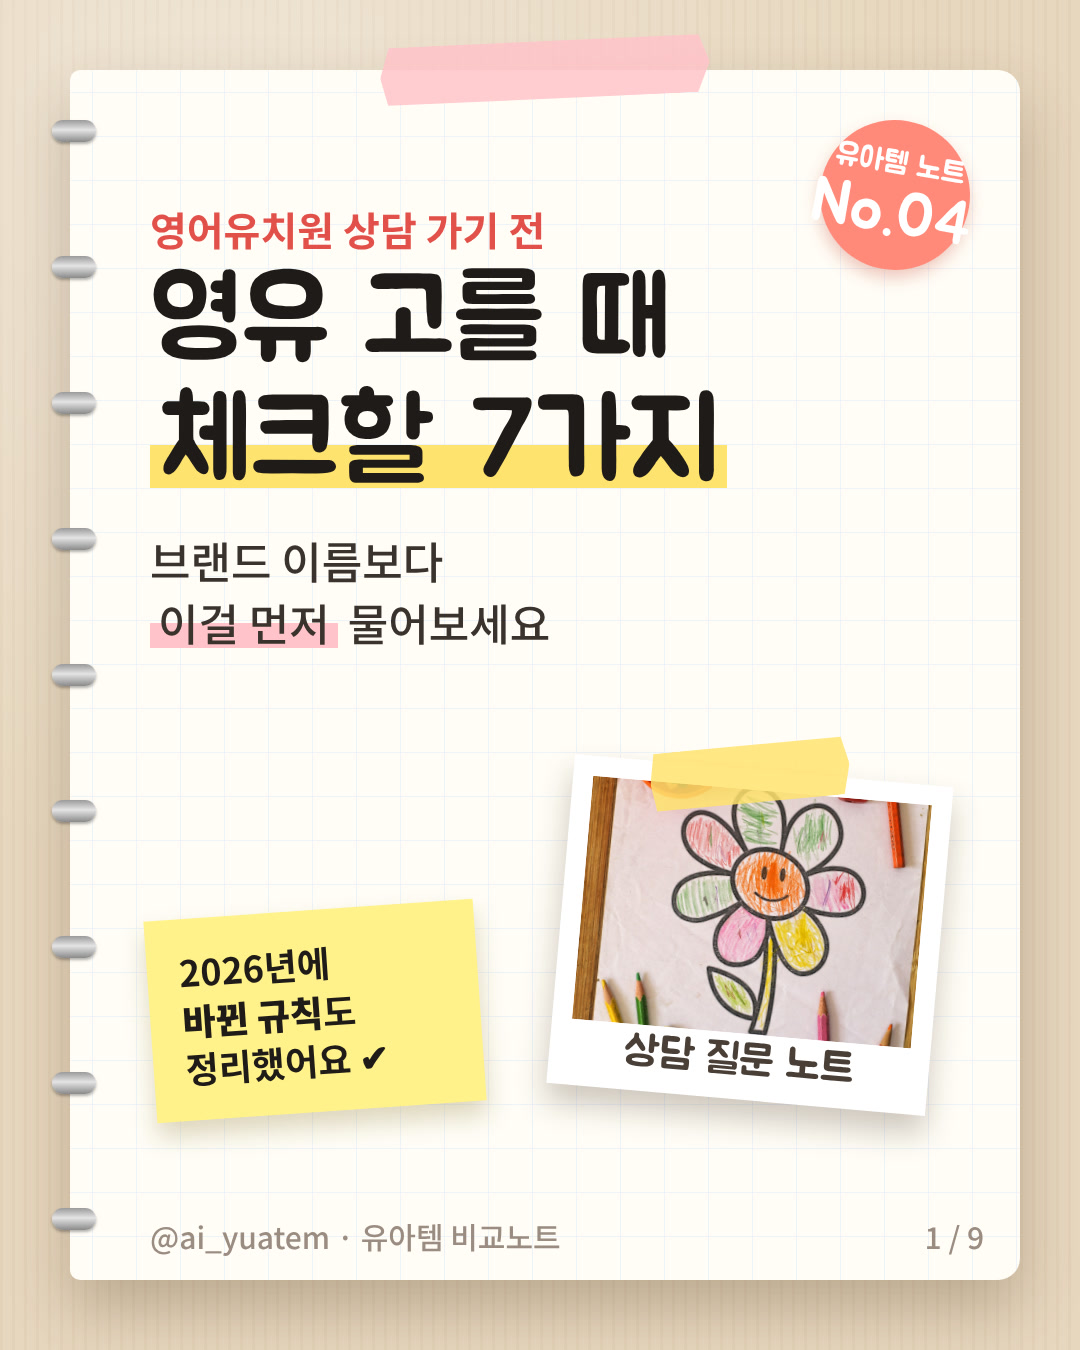 유아템 노트
No.04
영어유치원 상담 가기 전
영유 고를 때
체크할 7가지
브랜드 이름보다
이걸 먼저 물어보세요
2026년에
바뀐 규칙도
정리했어요 ✔
상담 질문 노트
@ai_yuatem · 유아템 비교노트
1 / 9